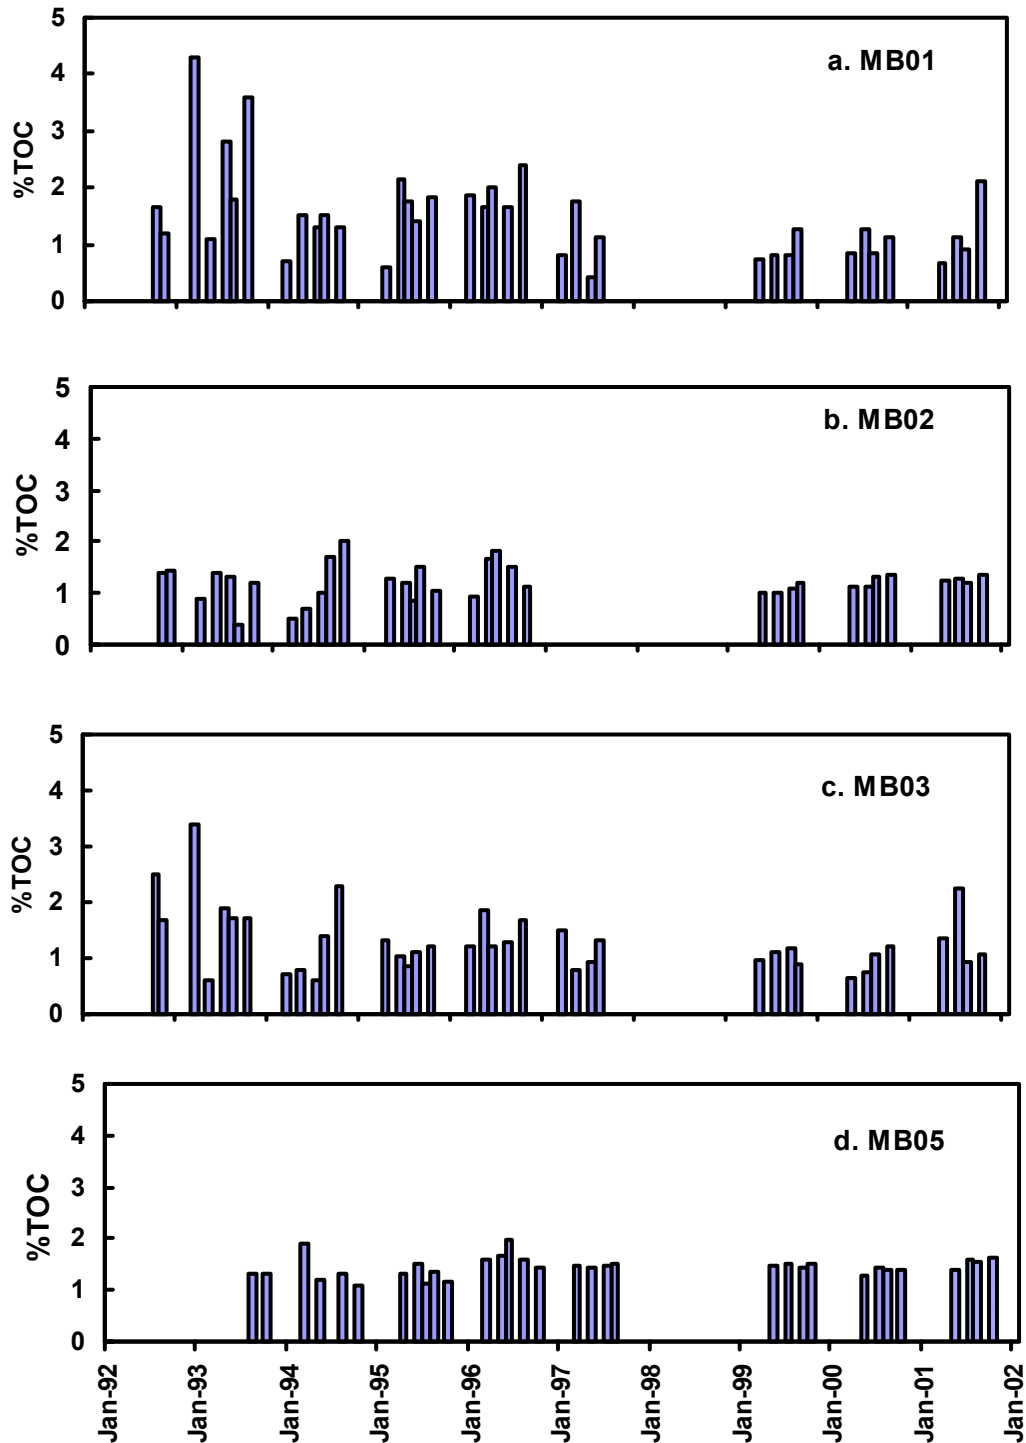 a. MB01
%TOC
5
4
3
2
1
0
b. MB02
%TOC
5
4
3
2
1
0
c. MB03
%TOC
5
4
3
2
1
0
d. MB05
%TOC
5
4
3
2
1
0
Jan-92
Jan-93
Jan-94
Jan-95
Jan-96
Jan-97
Jan-98
Jan-99
Jan-00
Jan-01
Jan-02